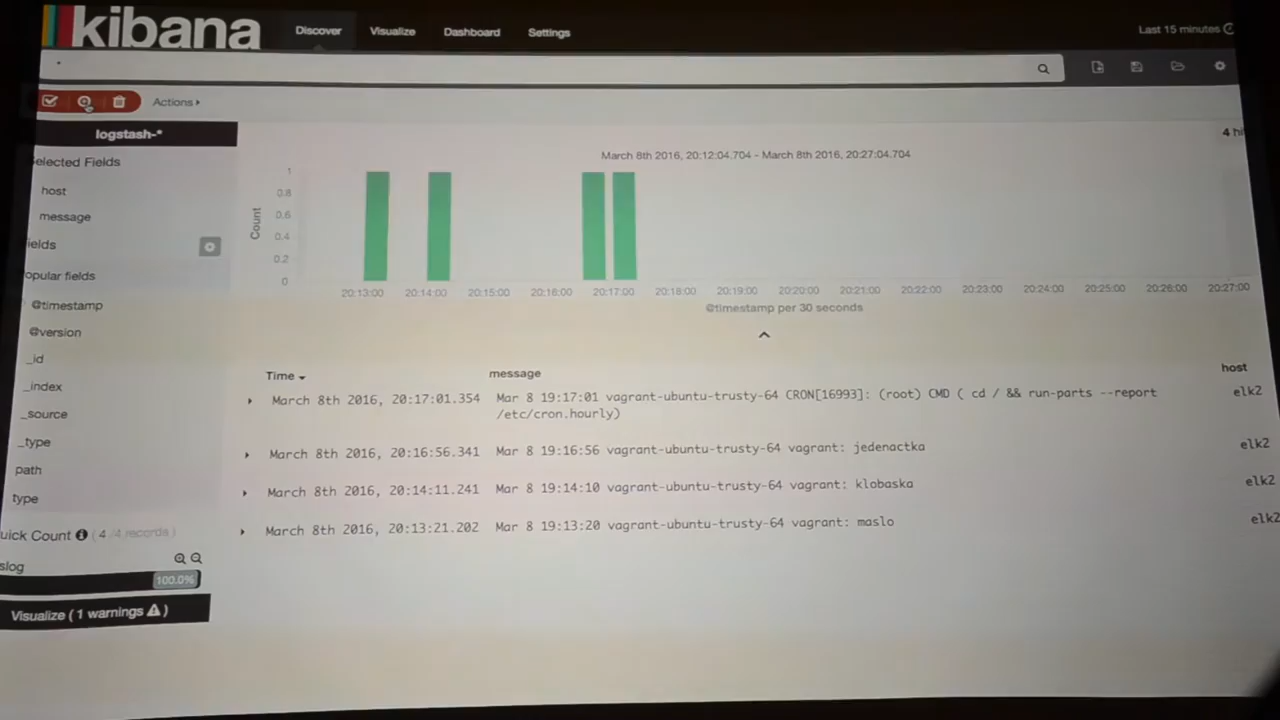 kibana Discover Visualize Dashboard Settings Last 15 minutes
*
Actions
logstash-*
4 hi
elected Fields
March 8th 2016, 20:12:04.704 - March 8th 2016, 20:27:04.704
host
message
ields
opular fields
@timestamp
@version
_id
_index
_source
_type
path
type
uick Count ( 4 /4 records )
slog
100.0%
Visualize ( 1 warnings )
Count
1
0.8
0.6
0.4
0.2
0
20:13:00 20:14:00 20:15:00 20:16:00 20:17:00 20:18:00 20:19:00 20:20:00 20:21:00 20:22:00 20:23:00 20:24:00 20:25:00 20:26:00 20:27:00
@timestamp per 30 seconds
Time message host
March 8th 2016, 20:17:01.354 Mar 8 19:17:01 vagrant-ubuntu-trusty-64 CRON[16993]: (root) CMD ( cd / && run-parts --report elk2
/etc/cron.hourly)
March 8th 2016, 20:16:56.341 Mar 8 19:16:56 vagrant-ubuntu-trusty-64 vagrant: jedenactka elk2
March 8th 2016, 20:14:11.241 Mar 8 19:14:10 vagrant-ubuntu-trusty-64 vagrant: klobaska elk2
March 8th 2016, 20:13:21.202 Mar 8 19:13:20 vagrant-ubuntu-trusty-64 vagrant: maslo elk2